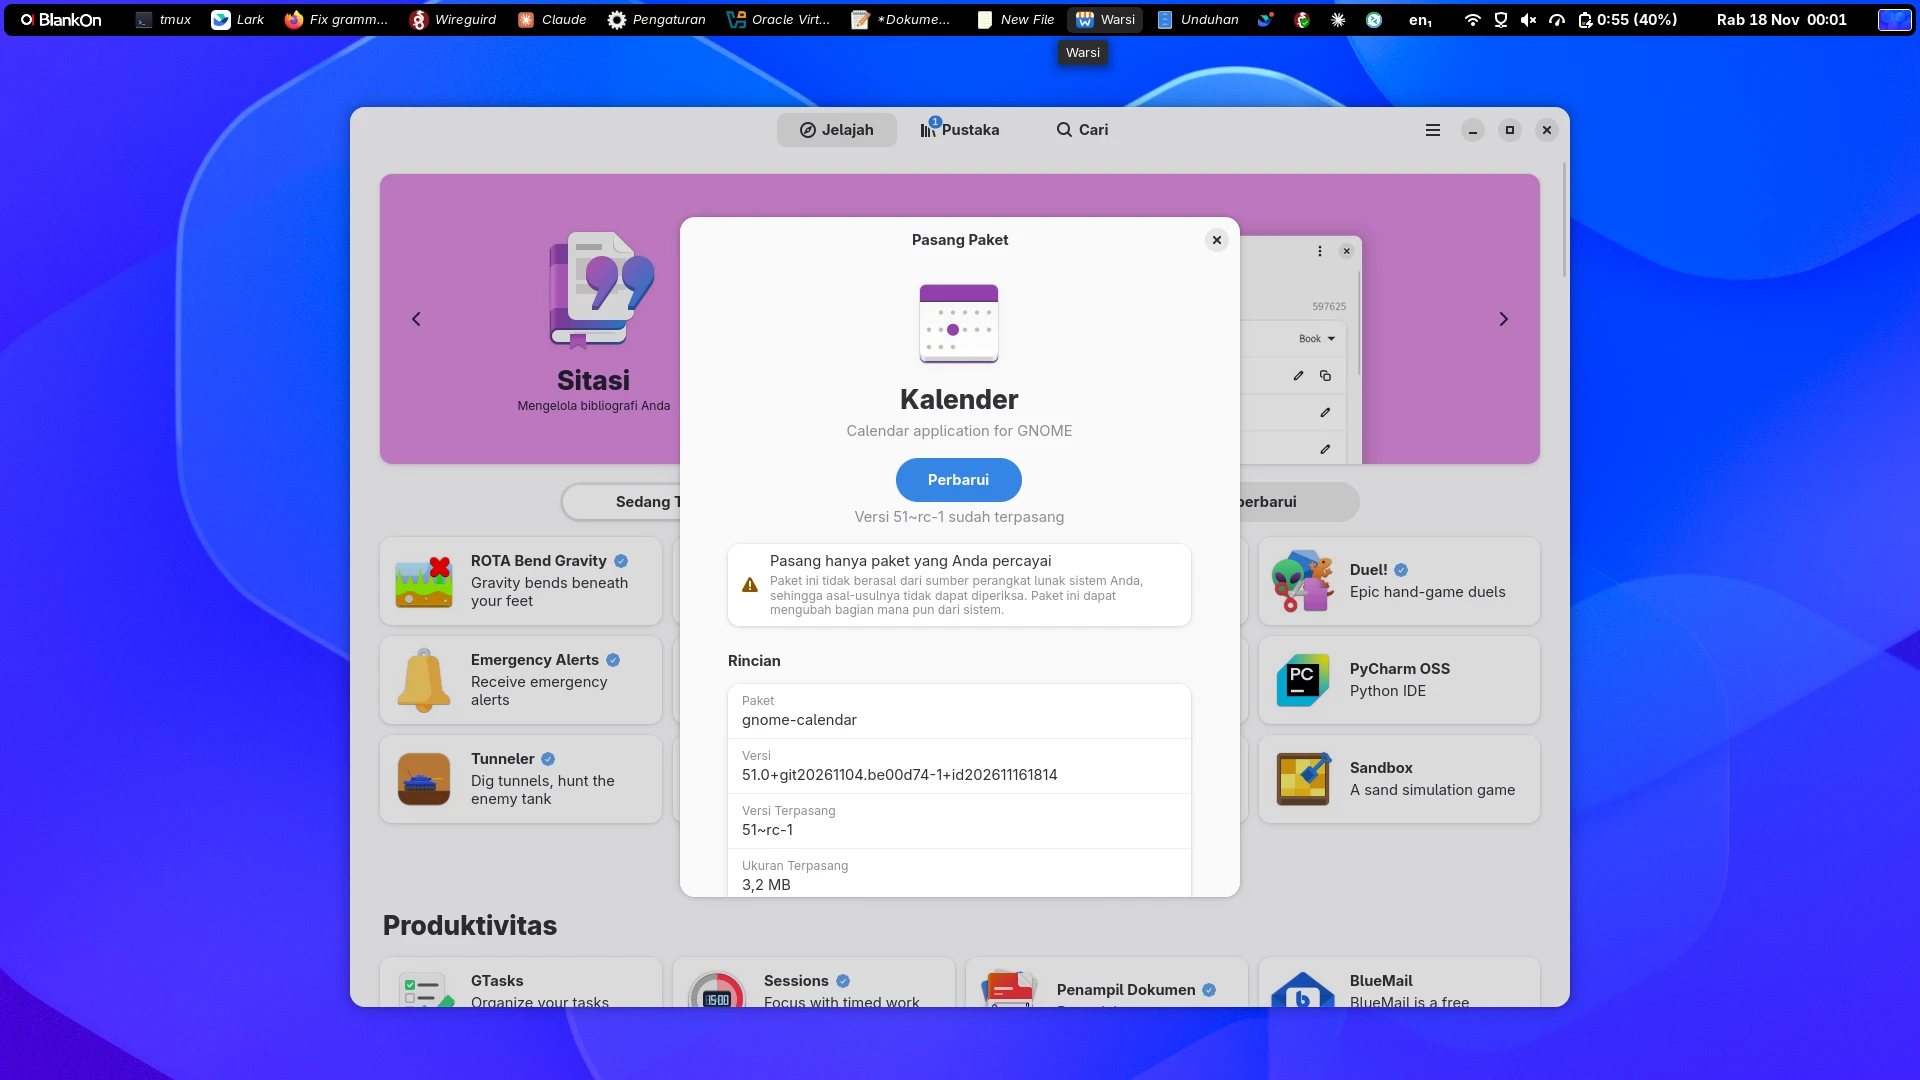 BlankOn
tmux
Lark
Fix gramm...
Wireguird
Claude
Pengaturan
Oracle Virt...
*Dokume...
New File
Warsi
Unduhan
en₁
0:55 (40%)
Rab 18 Nov 00:01
Warsi
Jelajah
1
Pustaka
Cari
Sitasi
Mengelola bibliografi Anda
597625
Book
Pasang Paket
Kalender
Calendar application for GNOME
Perbarui
Versi 51~rc-1 sudah terpasang
Pasang hanya paket yang Anda percayai
Paket ini tidak berasal dari sumber perangkat lunak sistem Anda,
sehingga asal-usulnya tidak dapat diperiksa. Paket ini dapat
mengubah bagian mana pun dari sistem.
Rincian
Paket
gnome-calendar
Versi
51.0+git20261104.be00d74-1+id202611161814
Versi Terpasang
51~rc-1
Ukuran Terpasang
3,2 MB
Sedang T
perbarui
ROTA Bend Gravity
Gravity bends beneath
your feet
Duel!
Epic hand-game duels
Emergency Alerts
Receive emergency
alerts
PC
PyCharm OSS
Python IDE
Tunneler
Dig tunnels, hunt the
enemy tank
Sandbox
A sand simulation game
Produktivitas
GTasks
Organize your tasks
15:00
Sessions
Focus with timed work
Penampil Dokumen
BlueMail
BlueMail is a free